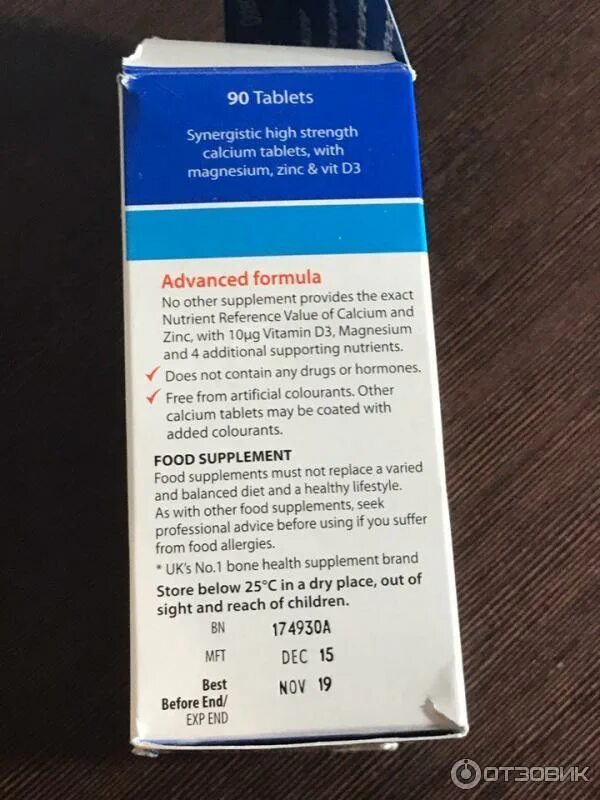 90 Tablets
Synergistic high strength
calcium tablets, with
magnesium, zinc & vit D3
Advanced formula
No other supplement provides the exact
Nutrient Reference Value of Calcium and
Zinc, with 10µg Vitamin D3, Magnesium
and 4 additional supporting nutrients.
✓ Does not contain any drugs or hormones.
✓ Free from artificial colourants. Other
calcium tablets may be coated with
added colourants.
FOOD SUPPLEMENT
Food supplements must not replace a varied
and balanced diet and a healthy lifestyle.
As with other food supplements, seek
professional advice before using if you suffer
from food allergies.
* UK's No.1 bone health supplement brand
Store below 25°C in a dry place, out of
sight and reach of children.
BN 174930A
MFT DEC 15
Best
Before End/ NOV 19
EXP END
ОТЗОВИК